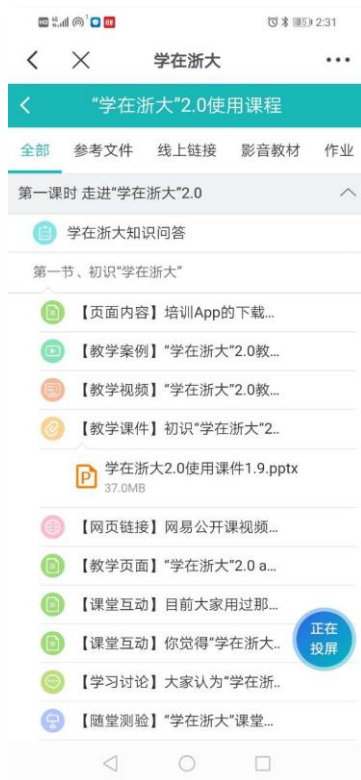 2:31
学在浙大
“学在浙大”2.0使用课程
全部 参考文件 线上链接 影音教材 作业
第一课时 走进“学在浙大”2.0
学在浙大知识问答
第一节、初识“学在浙大”
【页面内容】培训App的下载...
【教学案例】“学在浙大”2.0教...
【教学视频】“学在浙大”2.0教...
【教学课件】初识“学在浙大”2..
学在浙大2.0使用课件1.9.pptx
37.0MB
【网页链接】网易公开课视频...
【教学页面】“学在浙大”2.0 a...
【课堂互动】目前大家用过那...
【课堂互动】你觉得“学在浙大..
正在
投屏
【学习讨论】大家认为“学在浙..
【随堂测验】“学在浙大”课堂...